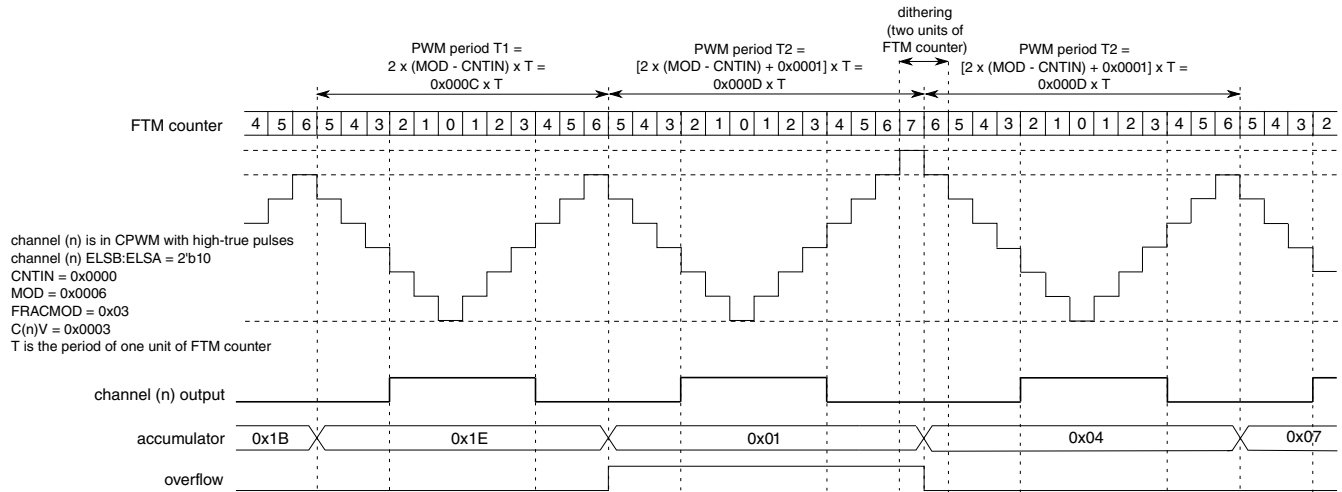 dithering
(two units of
FTM counter)
PWM period T1 =
2 x (MOD - CNTIN) x T =
0x000C x T
PWM period T2 =
[2 x (MOD - CNTIN) + 0x0001] x T =
0x000D x T
PWM period T2 =
[2 x (MOD - CNTIN) + 0x0001] x T =
0x000D x T
FTM counter 4 5 6 5 4 3 2 1 0 1 2 3 4 5 6 5 4 3 2 1 0 1 2 3 4 5 6 7 6 5 4 3 2 1 0 1 2 3 4 5 6 5 4 3 2
channel (n) is in CPWM with high-true pulses
channel (n) ELSB:ELSA = 2'b10
CNTIN = 0x0000
MOD = 0x0006
FRACMOD = 0x03
C(n)V = 0x0003
T is the period of one unit of FTM counter
channel (n) output
accumulator 0x1B 0x1E 0x01 0x04 0x07
overflow